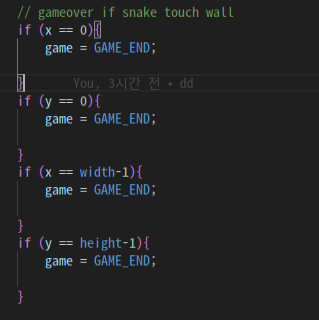 // gameover if snake touch wall
if (x == 0){
    game = GAME_END;

}    You, 3시간 전 • dd
if (y == 0){
    game = GAME_END;

}
if (x == width-1){
    game = GAME_END;

}
if (y == height-1){
    game = GAME_END;

}